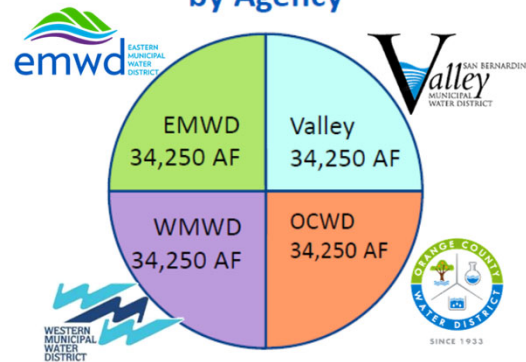 by Agency
emwd
EASTERN
MUNICIPAL
WATER
DISTRICT
SAN BERNARDIN
Valley
MUNICIPAL
WATER DISTRICT
EMWD
34,250 AF
Valley
34,250 AF
WMWD
34,250 AF
OCWD
34,250 AF
ORANGE COUNTY
WATER DISTRICT
SINCE 1933
WESTERN
MUNICIPAL
WATER
DISTRICT